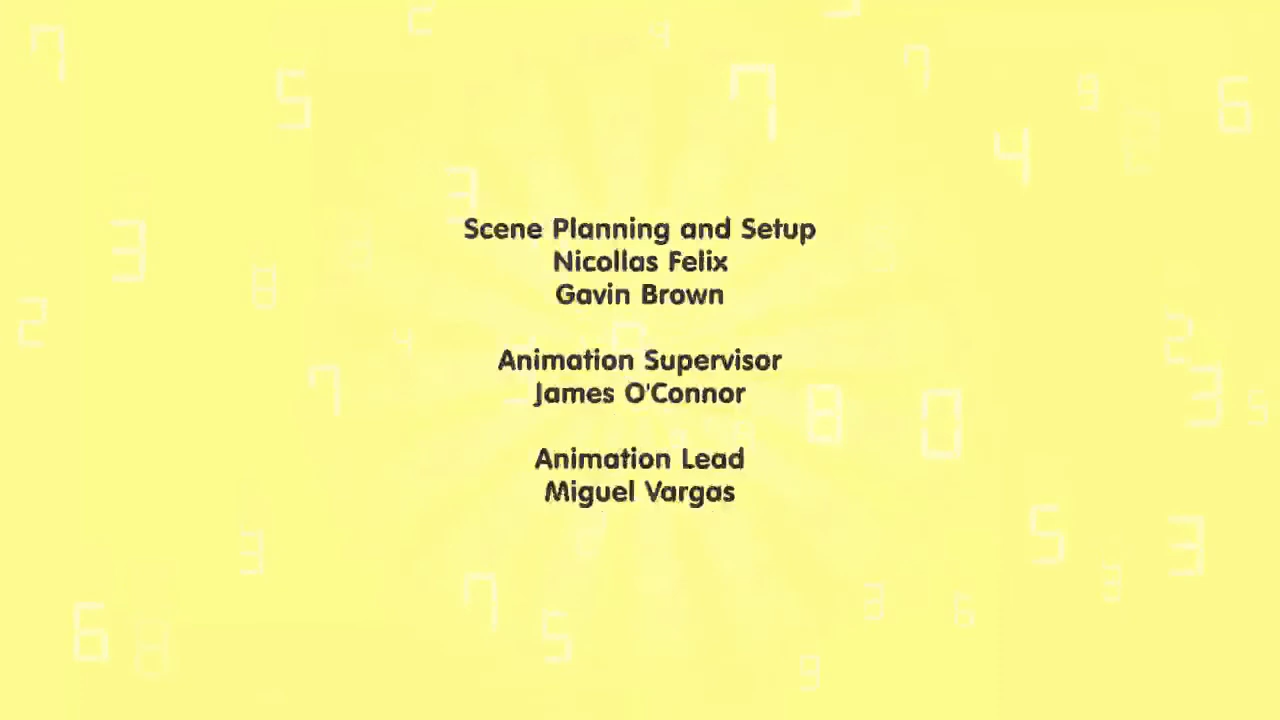 Scene Planning and Setup
Nicollas Felix
Gavin Brown
Animation Supervisor
James O'Connor
Animation Lead
Miguel Vargas